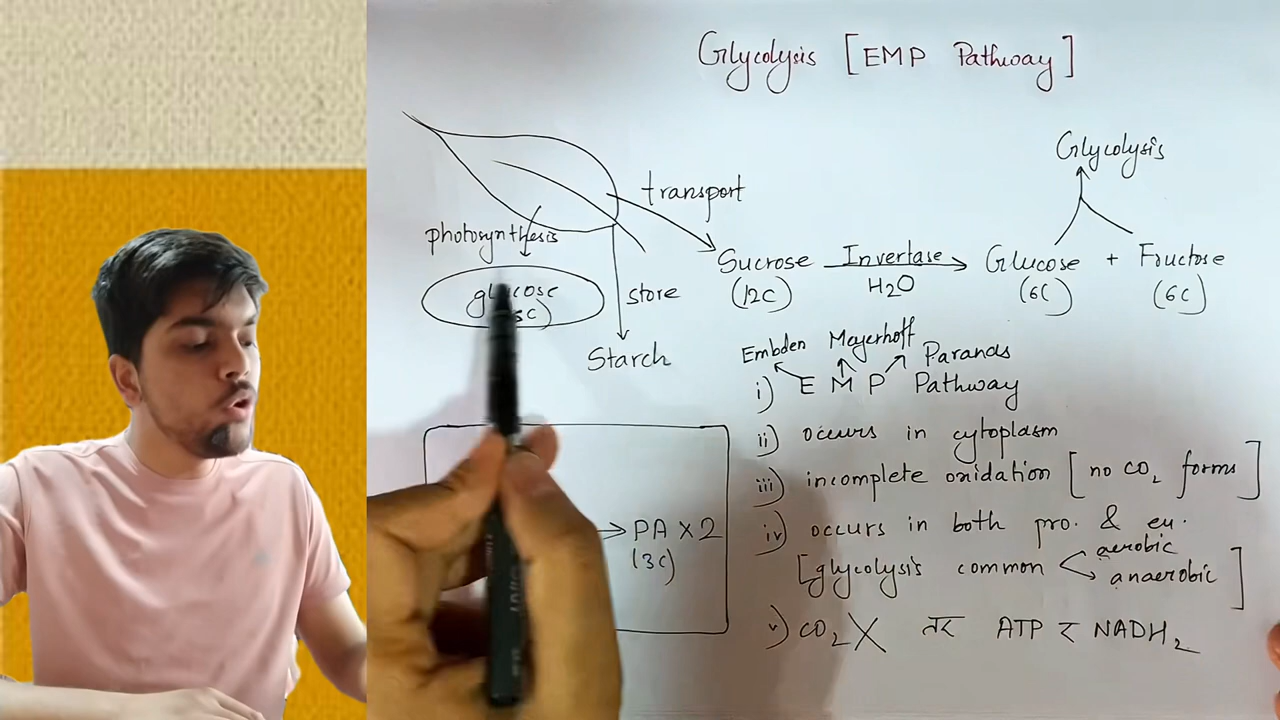 Glycolysis [EMP Pathway]
Glycolysis
transport
photosynthesis
Sucrose Invertase Glucose + Fructose
(12C) H2O (6C) (6C)
store
Starch
Embden Meyerhoff Paranas
i) E M P Pathway
ii) occurs in cytoplasm
iii) incomplete oxidation [no CO2 forms]
iv) occurs in both pro. & eu.
[glycolysis common aerobic
anaerobic]
v) CO2 X तर ATP र NADH2
PA X 2
(3C)